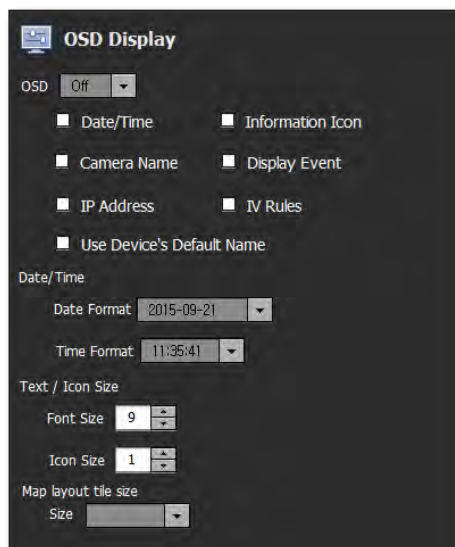 OSD Display
OSD Off
Date/Time Information Icon
Camera Name Display Event
IP Address IV Rules
Use Device's Default Name
Date/Time
Date Format 2015-09-21
Time Format 11:35:41
Text / Icon Size
Font Size 9
Icon Size 1
Map layout tile size
Size